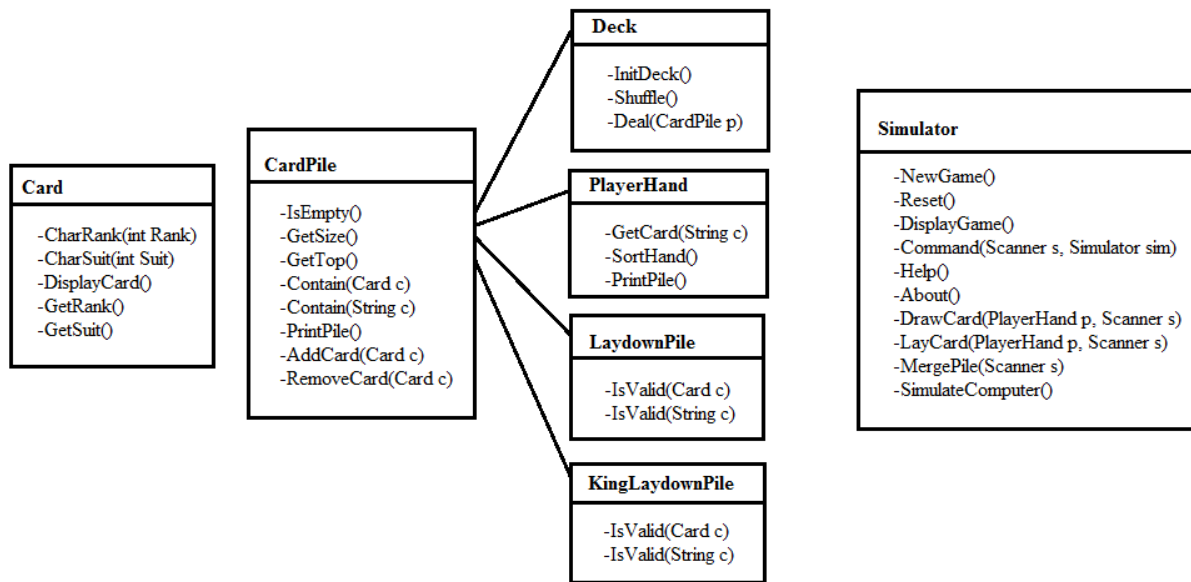 Card
-CharRank(int Rank)
-CharSuit(int Suit)
-DisplayCard()
-GetRank()
-GetSuit()
CardPile
-IsEmpty()
-GetSize()
-GetTop()
-Contain(Card c)
-Contain(String c)
-PrintPile()
-AddCard(Card c)
-RemoveCard(Card c)
Deck
-InitDeck()
-Shuffle()
-Deal(CardPile p)
PlayerHand
-GetCard(String c)
-SortHand()
-PrintPile()
LaydownPile
-IsValid(Card c)
-IsValid(String c)
KingLaydownPile
-IsValid(Card c)
-IsValid(String c)
Simulator
-NewGame()
-Reset()
-DisplayGame()
-Command(Scanner s, Simulator sim)
-Help()
-About()
-DrawCard(PlayerHand p, Scanner s)
-LayCard(PlayerHand p, Scanner s)
-MergePile(Scanner s)
-SimulateComputer()